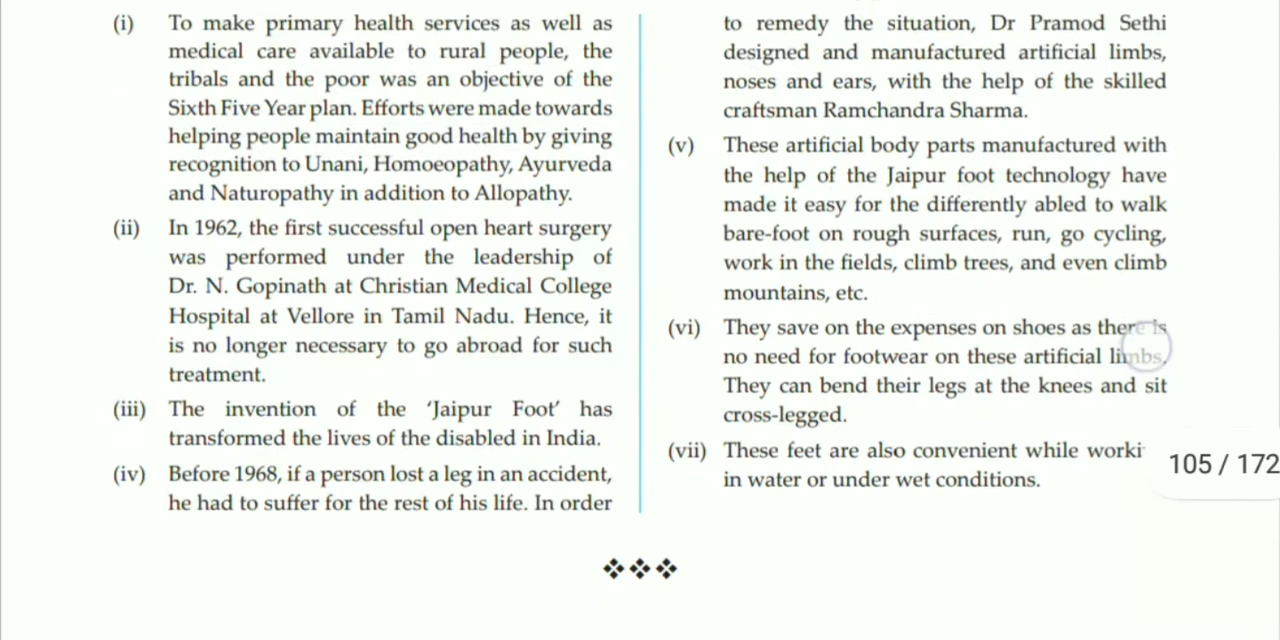 (i) To make primary health services as well as
medical care available to rural people, the
tribals and the poor was an objective of the
Sixth Five Year plan. Efforts were made towards
helping people maintain good health by giving
recognition to Unani, Homoeopathy, Ayurveda
and Naturopathy in addition to Allopathy.
(ii) In 1962, the first successful open heart surgery
was performed under the leadership of
Dr. N. Gopinath at Christian Medical College
Hospital at Vellore in Tamil Nadu. Hence, it
is no longer necessary to go abroad for such
treatment.
(iii) The invention of the ‘Jaipur Foot’ has
transformed the lives of the disabled in India.
(iv) Before 1968, if a person lost a leg in an accident,
he had to suffer for the rest of his life. In order
to remedy the situation, Dr Pramod Sethi
designed and manufactured artificial limbs,
noses and ears, with the help of the skilled
craftsman Ramchandra Sharma.
(v) These artificial body parts manufactured with
the help of the Jaipur foot technology have
made it easy for the differently abled to walk
bare-foot on rough surfaces, run, go cycling,
work in the fields, climb trees, and even climb
mountains, etc.
(vi) They save on the expenses on shoes as there is
no need for footwear on these artificial limbs.
They can bend their legs at the knees and sit
cross-legged.
(vii) These feet are also convenient while worki
in water or under wet conditions.
105 / 172